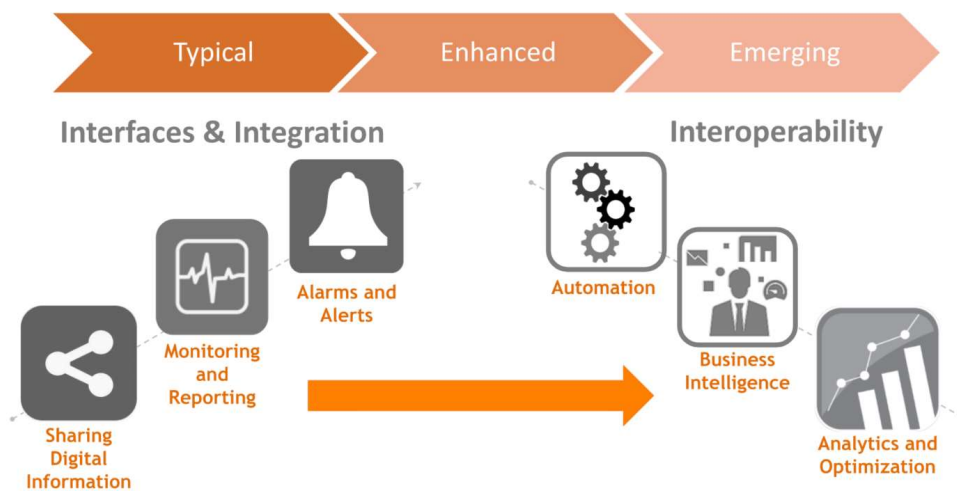 Typical
Enhanced
Emerging
Interfaces & Integration
Interoperability
Sharing
Digital
Information
Monitoring
and
Reporting
Alarms and
Alerts
Automation
Business
Intelligence
Analytics and
Optimization